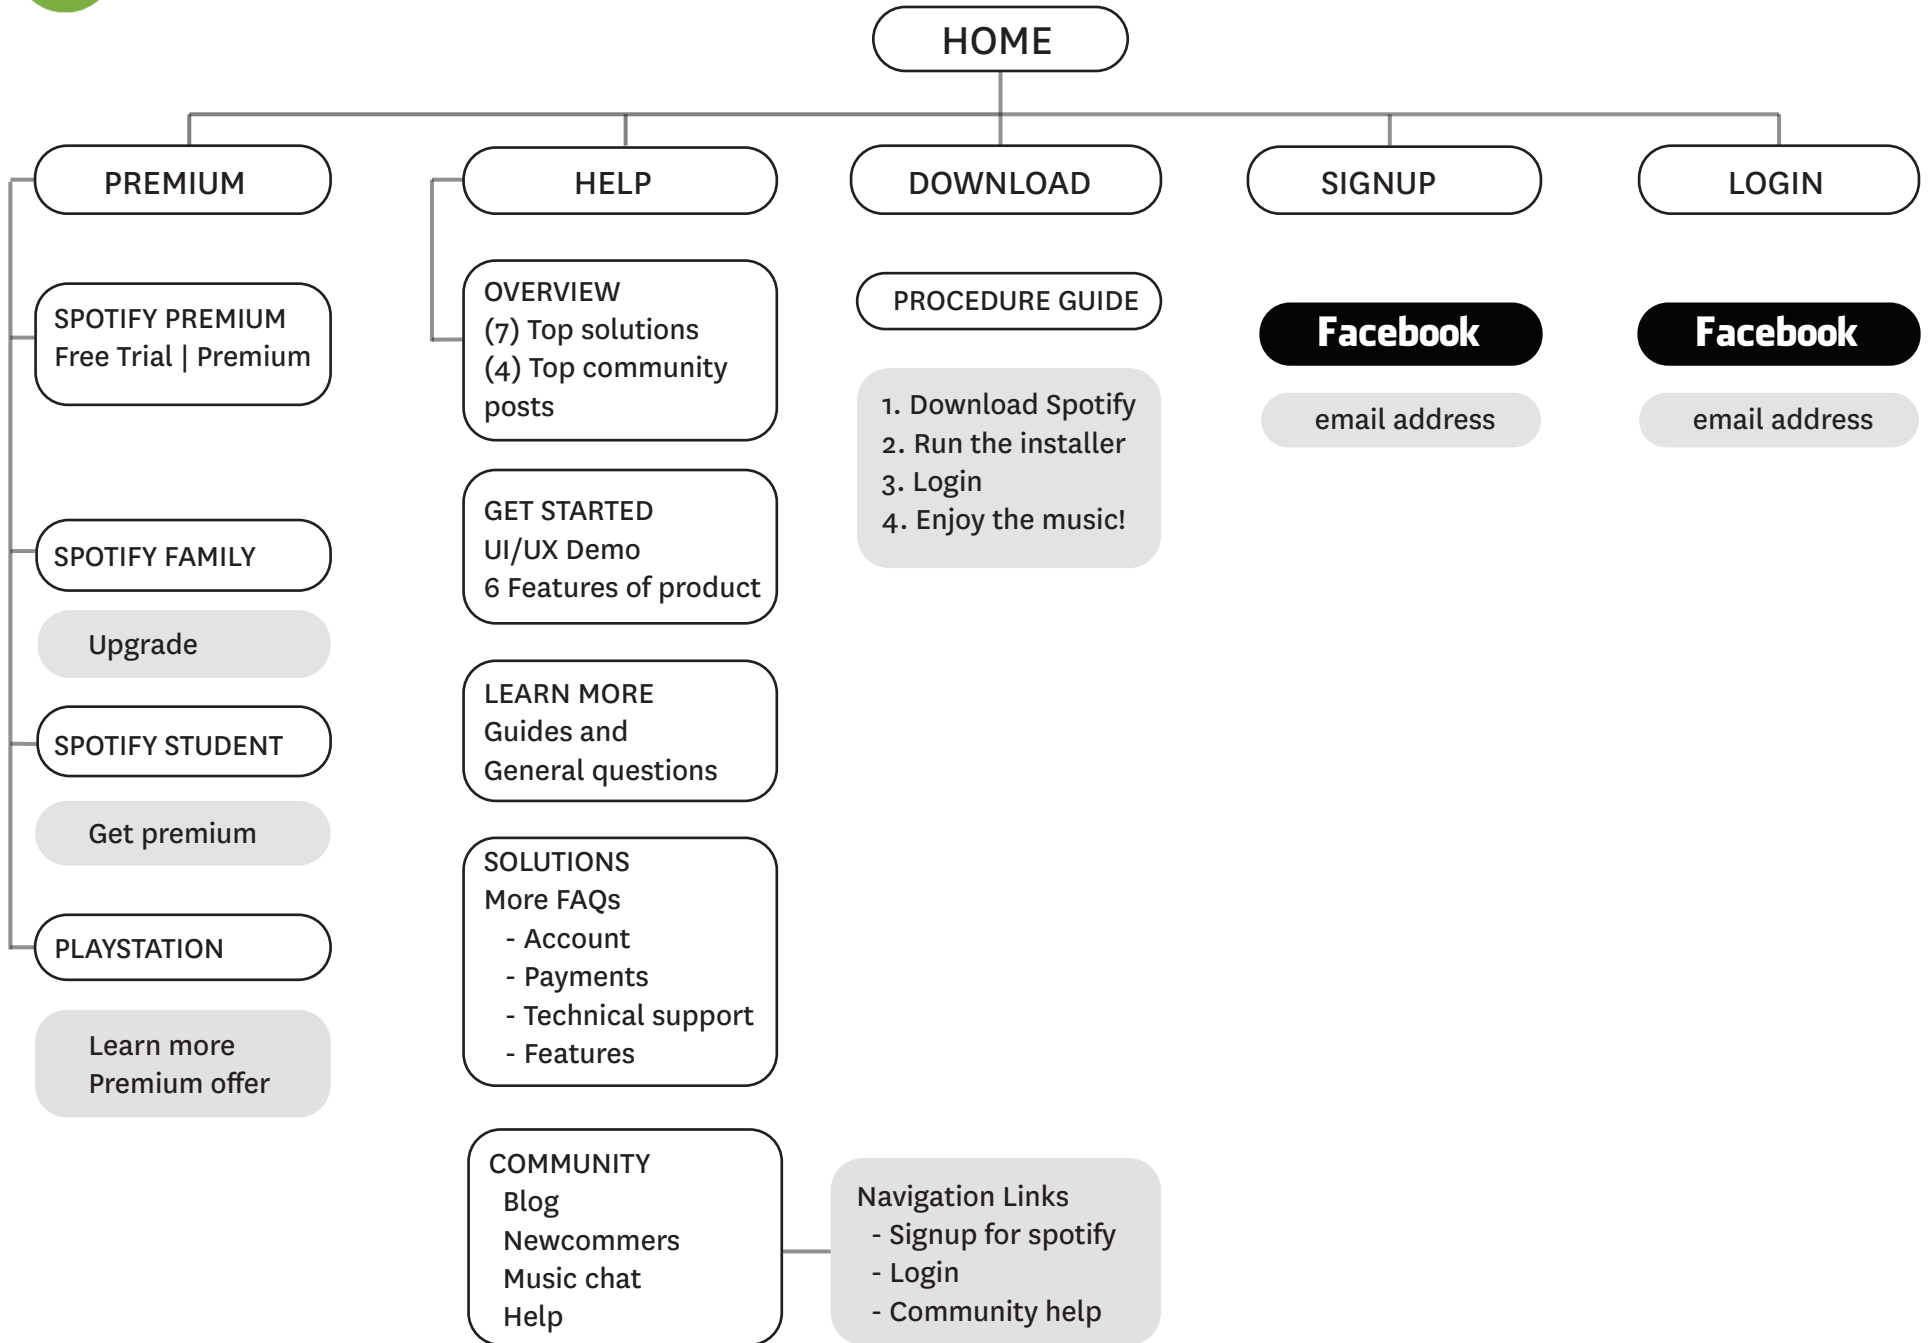 HOME
PREMIUM
HELP
DOWNLOAD
SIGNUP
LOGIN
SPOTIFY PREMIUM
Free Trial | Premium
SPOTIFY FAMILY
Upgrade
SPOTIFY STUDENT
Get premium
PLAYSTATION
Learn more
Premium offer
OVERVIEW
(7) Top solutions
(4) Top community
posts
GET STARTED
UI/UX Demo
6 Features of product
LEARN MORE
Guides and
General questions
SOLUTIONS
More FAQs
- Account
- Payments
- Technical support
- Features
COMMUNITY
Blog
Newcommers
Music chat
Help
Navigation Links
- Signup for spotify
- Login
- Community help
PROCEDURE GUIDE
1. Download Spotify
2. Run the installer
3. Login
4. Enjoy the music!
Facebook
email address
Facebook
email address